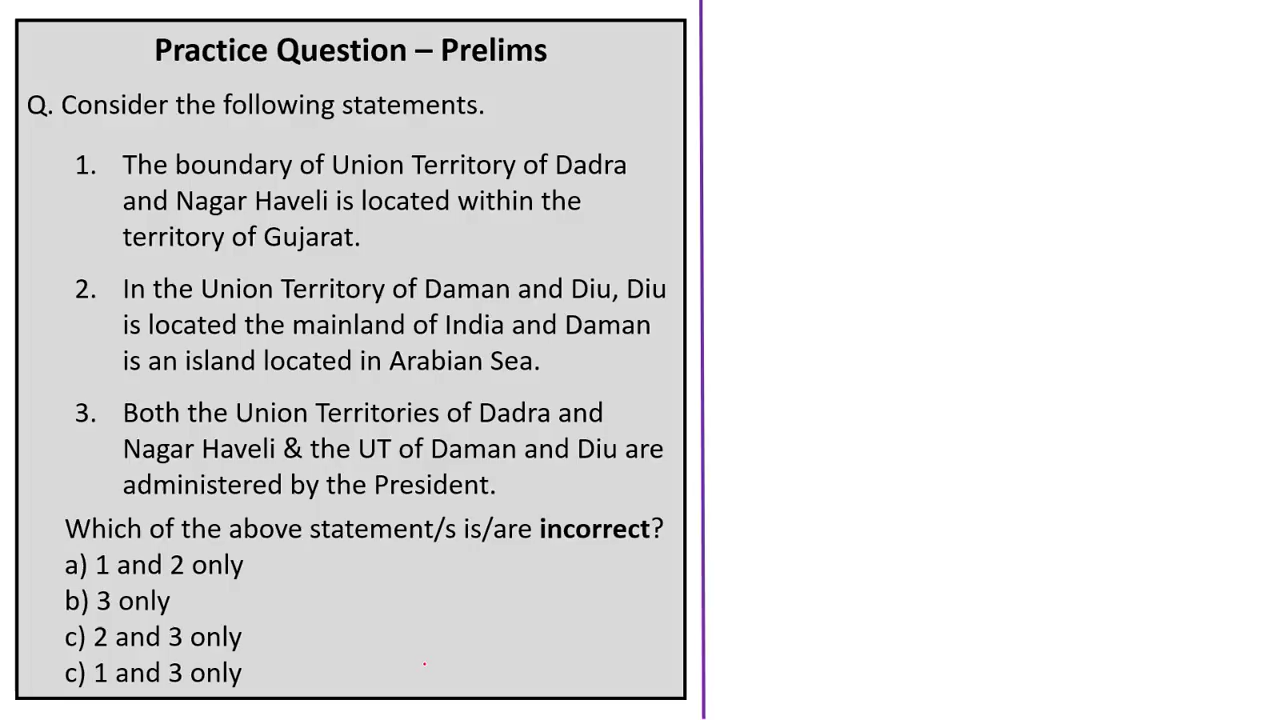 Practice Question – Prelims
Q. Consider the following statements.
1. The boundary of Union Territory of Dadra
and Nagar Haveli is located within the
territory of Gujarat.
2. In the Union Territory of Daman and Diu, Diu
is located the mainland of India and Daman
is an island located in Arabian Sea.
3. Both the Union Territories of Dadra and
Nagar Haveli & the UT of Daman and Diu are
administered by the President.
Which of the above statement/s is/are incorrect?
a) 1 and 2 only
b) 3 only
c) 2 and 3 only
c) 1 and 3 only